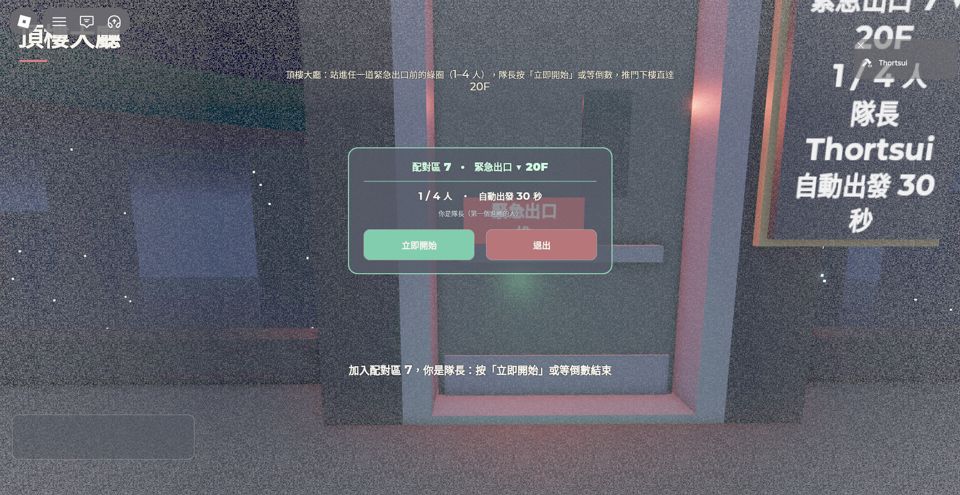 頂樓大廳
頂樓大廳：站進任一道緊急出口前的綠圈（1–4 人），隊長按「立即開始」或等倒數，推門下樓直達
20F
配對區 7 • 緊急出口 ▼ 20F
1 / 4 人 • 自動出發 30 秒
你是隊長（第一個進圈的人）
立即開始
退出
緊急出口
加入配對區 7，你是隊長：按「立即開始」或等倒數結束
緊急出口 7
20F
1 / 4 人
隊長
Thortsui
自動出發 30
秒
Thortsui